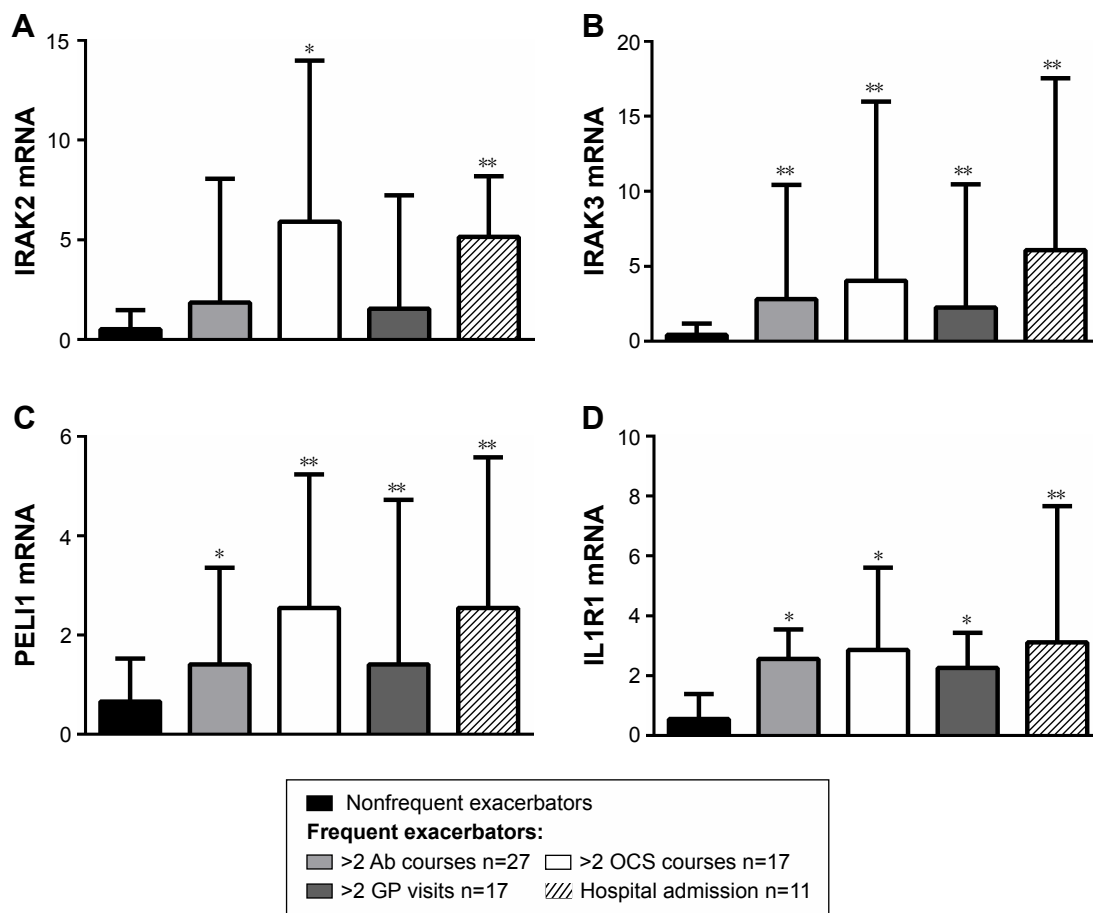 A
IRAK2 mRNA
15
10
5
0
*
**
B
IRAK3 mRNA
20
15
10
5
0
**
**
**
**
C
PELI1 mRNA
6
4
2
0
*
**
**
**
D
IL1R1 mRNA
10
8
6
4
2
0
*
*
*
**
Nonfrequent exacerbators
Frequent exacerbators:
>2 Ab courses n=27 >2 OCS courses n=17
>2 GP visits n=17 Hospital admission n=11